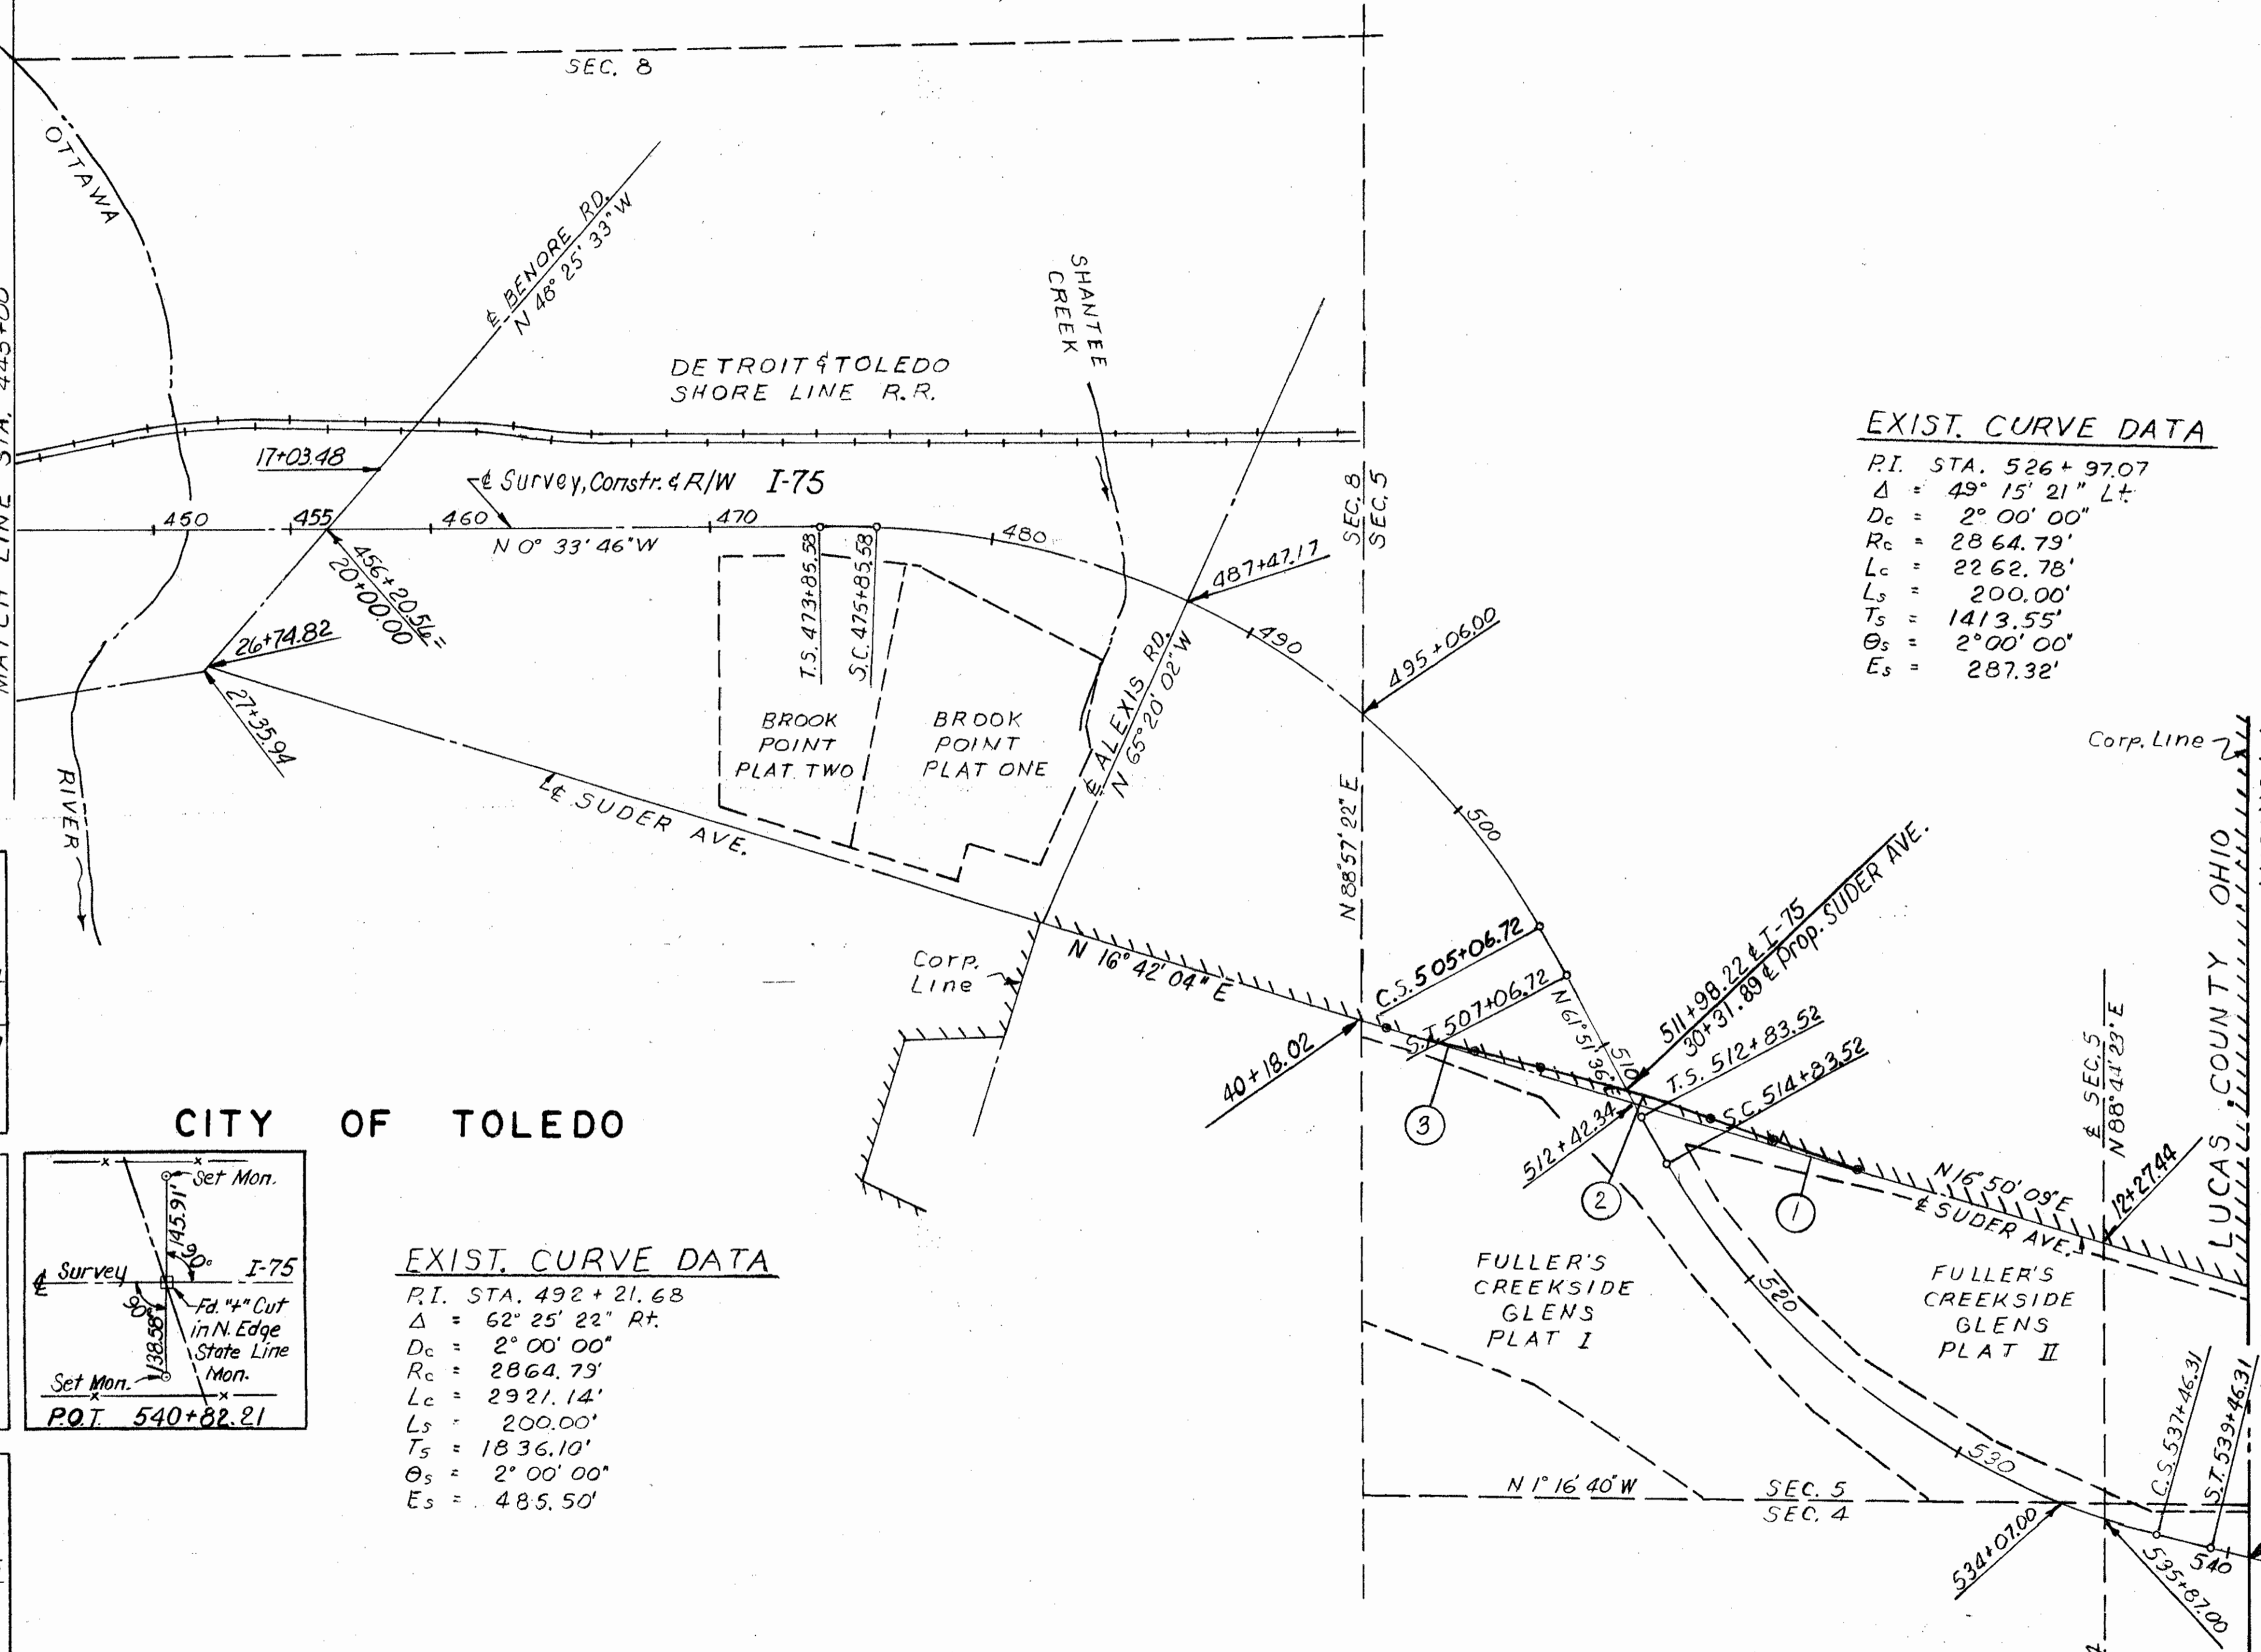 SEC. 8
OTTAWA
RIVER
MATCH LINE STA. 445+00
℄ BENORE RD.
N 48° 25' 33" W
SHANTEE
CREEK
DETROIT & TOLEDO
SHORE LINE R.R.
17+03.48
℄ Survey, Constr. & R/W I-75
450
455
460
470
480
N 0° 33' 46" W
456+20.56=
20+00.00
26+74.82
27+35.94
T.S. 473+85.58
S.C. 475+85.58
BROOK
POINT
PLAT TWO
BROOK
POINT
PLAT ONE
℄ SUDER AVE.
℄ ALEXIS RD.
N 65° 20' 02" W
487+47.17
490
SEC. 8
SEC. 5
495+06.00
500
N 88° 57' 22" E
EXIST. CURVE DATA
P.I. STA. 526 + 97.07
Δ = 49° 15' 21" Lt.
Dc = 2° 00' 00"
Rc = 2864.79'
Lc = 2262.78'
Ls = 200.00'
Ts = 1413.55'
Θs = 2° 00' 00"
Es = 287.32'
Corp. Line
LUCAS COUNTY OHIO
Corp.
Line
N 16° 42' 04" E
C.S. 505+06.72
S.T. 507+06.72
N 61° 51' 36" E
510
511+98.22 ℄ I-75
30+31.89 ℄ Prop. SUDER AVE.
T.S. 512+83.52
S.C. 514+83.52
512+42.34
40+18.02
3
2
1
℄ SEC. 5
N 88° 44' 23" E
12+27.44
N 16° 50' 09" E
℄ SUDER AVE.
CITY OF TOLEDO
Set Mon.
145.91'
90°
℄ Survey I-75
90°
138.58'
Fd. "+" Cut
in N. Edge
State Line
Mon.
Set Mon.
P.O.T. 540+82.21
EXIST. CURVE DATA
P.I. STA. 492 + 21.68
Δ = 62° 25' 22" Rt.
Dc = 2° 00' 00"
Rc = 2864.79'
Lc = 2921.14'
Ls = 200.00'
Ts = 1836.10'
Θs = 2° 00' 00"
Es = 485.50'
FULLER'S
CREEKSIDE
GLENS
PLAT I
FULLER'S
CREEKSIDE
GLENS
PLAT II
520
530
N 1° 16' 40" W
SEC. 5
SEC. 4
C.S. 537+46.31
S.T. 539+46.31
534+07.00
535+87.00
540